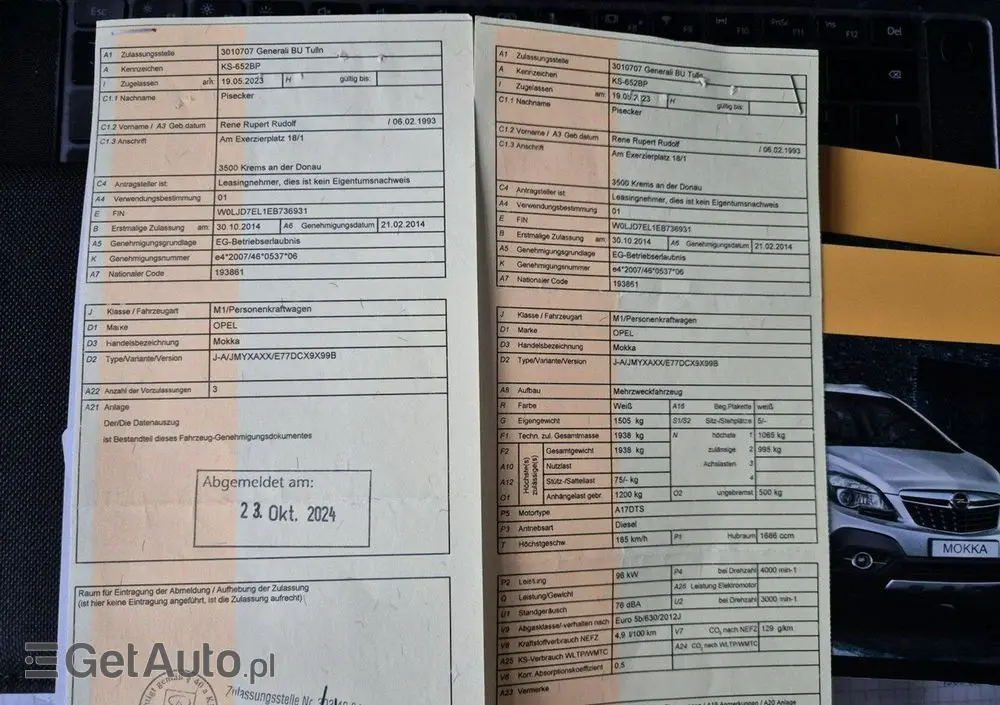 A1 Zulassungsstelle 3010707 Generali BU Tulln
A Kennzeichen KS-652BP
I Zugelassen am: 19.05.2023 H gültig bis:
C1.1 Nachname Pisecker
C1.2 Vorname / A3 Geb.datum Rene Rupert Rudolf / 06.02.1993
C1.3 Anschrift Am Exerzierplatz 18/1
3500 Krems an der Donau
C4 Antragsteller ist: Leasingnehmer, dies ist kein Eigentumsnachweis
A4 Verwendungsbestimmung 01
E FIN W0LJD7EL1EB736931
B Erstmalige Zulassung am: 30.10.2014 A6 Genehmigungsdatum 21.02.2014
A5 Genehmigungsgrundlage EG-Betriebserlaubnis
K Genehmigungsnummer e4*2007/46*0537*06
A7 Nationaler Code 193861
J Klasse / Fahrzeugart M1/Personenkraftwagen
D1 Marke OPEL
D3 Handelsbezeichnung Mokka
D2 Type/Variante/Version J-A/JMYXAXX/E77DCX9X99B
A22 Anzahl der Vorzulassungen 3
A21 Anlage
Der/Die Datenauszug
ist Bestandteil dieses Fahrzeug-Genehmigungsdokumentes
Abgemeldet am:
23. Okt. 2024
Raum für Eintragung der Abmeldung / Aufhebung der Zulassung
(ist hier keine Eintragung angeführt, ist die Zulassung aufrecht)
Zulassungsstelle Nr.
A1 Zulassungsstelle 3010707 Generali BU Tulln
A Kennzeichen KS-652BP
I Zugelassen am: 19.05.2023 H gültig bis:
C1.1 Nachname Pisecker
C1.2 Vorname / A3 Geb.datum Rene Rupert Rudolf / 06.02.1993
C1.3 Anschrift Am Exerzierplatz 18/1
3500 Krems an der Donau
C4 Antragsteller ist: Leasingnehmer, dies ist kein Eigentumsnachweis
A4 Verwendungsbestimmung 01
E FIN W0LJD7EL1EB736931
B Erstmalige Zulassung am: 30.10.2014 A6 Genehmigungsdatum 21.02.2014
A5 Genehmigungsgrundlage EG-Betriebserlaubnis
K Genehmigungsnummer e4*2007/46*0537*06
A7 Nationaler Code 193861
J Klasse / Fahrzeugart M1/Personenkraftwagen
D1 Marke OPEL
D3 Handelsbezeichnung Mokka
D2 Type/Variante/Version J-A/JMYXAXX/E77DCX9X99B
A8 Aufbau Mehrzweckfahrzeug
R Farbe Weiß A16 Beg.Plakette weiß
G Eigengewicht 1505 kg S1/S2 Sitz-/Stehplätze 5/-
F1 Techn. zul. Gesamtmasse 1938 kg N höchste 1 1065 kg
F2 Höchste(s) zulässige(s) Gesamtgewicht 1938 kg zulässige 2 995 kg
A10 Nutzlast Achslasten 3
A12 Stütz-/Sattellast 75/- kg 4
O1 Anhängelast gebr. 1200 kg O2 ungebremst 500 kg
P5 Motortype A17DTS
P3 Antriebsart Diesel
T Höchstgeschw 185 km/h P1 Hubraum 1686 ccm
P2 Leistung 96 kW P4 bei Drehzahl 4000 min-1
Q Leistung/Gewicht A26 Leistung Elektromotor
U1 Standgeräusch 76 dBA U2 bei Drehzahl 3000 min-1
V9 Abgasklasse/-verhalten nach Euro 5b/630/2012J
V8 Kraftstoffverbrauch NEFZ 4,9 l/100 km V7 CO2 nach NEFZ 129 g/km
A25 KS-Verbrauch WLTP/WMTC A24 CO2 nach WLTP/WMTC
V6 Korr. Absorptionskoeffizient 0,5
A23 Vermerke
MOKKA
Del
GetAuto.pl